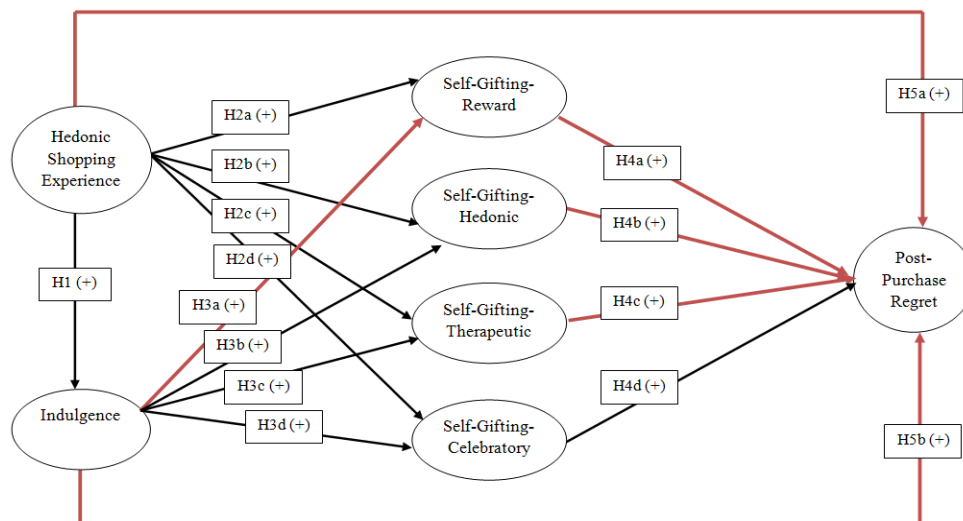 Self-Gifting-
Reward
H5a (+)
H2a (+)
Hedonic
Shopping
Experience
H2b (+)
H4a (+)
Self-Gifting-
Hedonic
H2c (+)
H4b (+)
H2d (+)
H1 (+)
Post-
Purchase
Regret
H3a (+)
H4c (+)
Self-Gifting-
Therapeutic
H3b (+)
H3c (+)
H4d (+)
Indulgence
H3d (+)
Self-Gifting-
Celebratory
H5b (+)